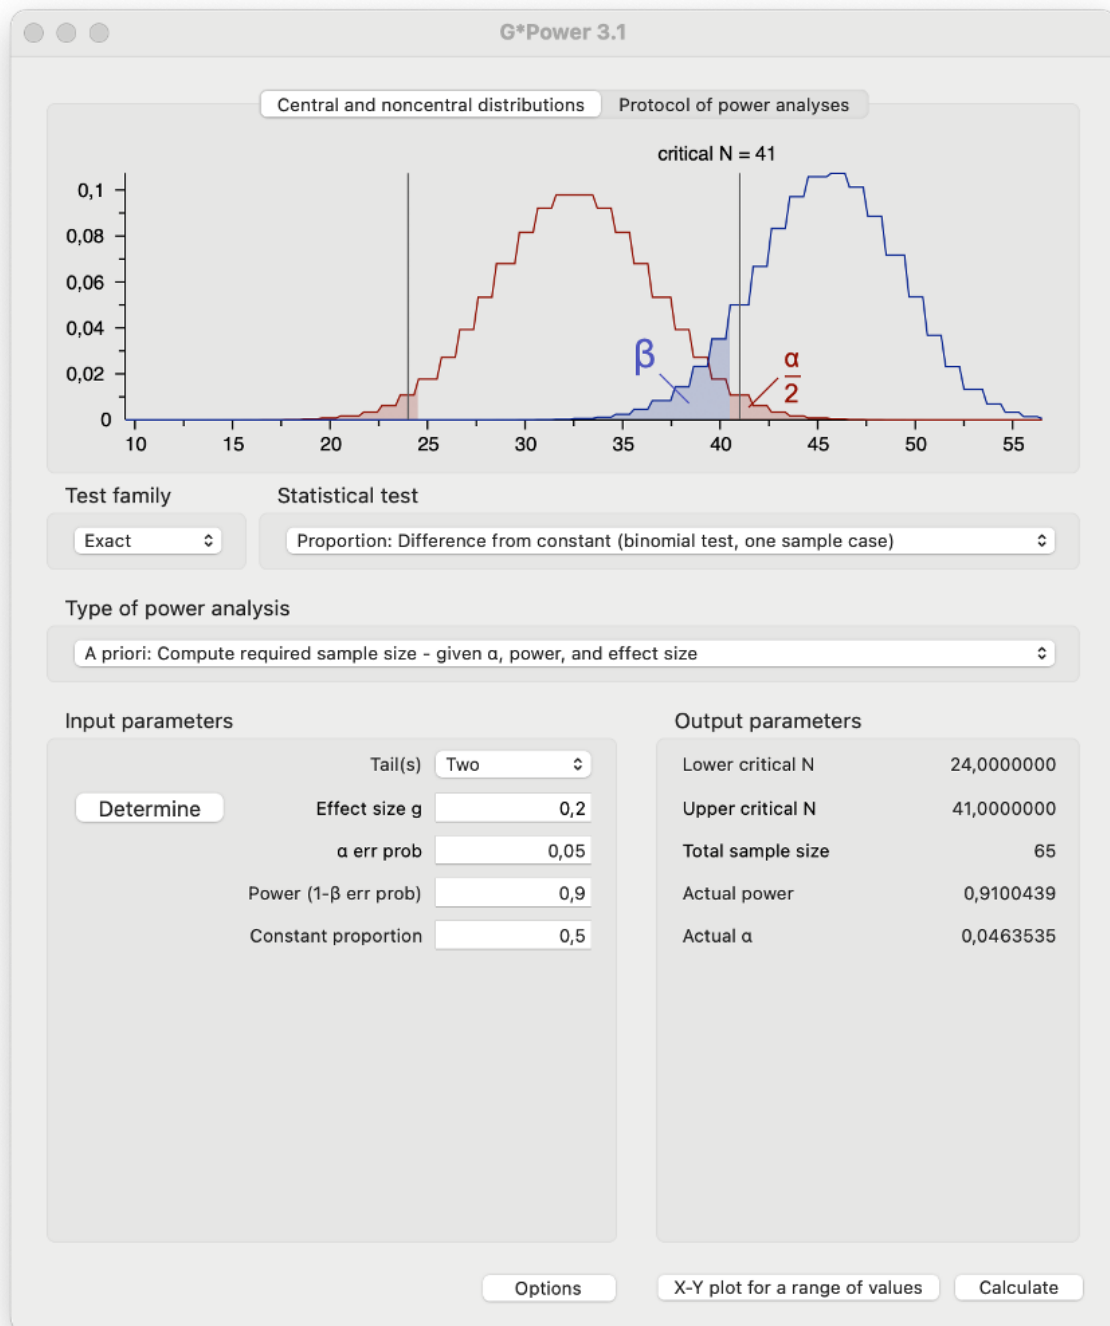 G*Power 3.1
Central and noncentral distributions Protocol of power analyses
critical N = 41
0,1
0,08
0,06
0,04
0,02
0
β
α
2
10 15 20 25 30 35 40 45 50 55
Test family Statistical test
Exact Proportion: Difference from constant (binomial test, one sample case)
Type of power analysis
A priori: Compute required sample size - given α, power, and effect size
Input parameters Output parameters
Tail(s) Two Lower critical N 24,0000000
Determine Effect size g 0,2 Upper critical N 41,0000000
α err prob 0,05 Total sample size 65
Power (1-β err prob) 0,9 Actual power 0,9100439
Constant proportion 0,5 Actual α 0,0463535
Options X-Y plot for a range of values Calculate